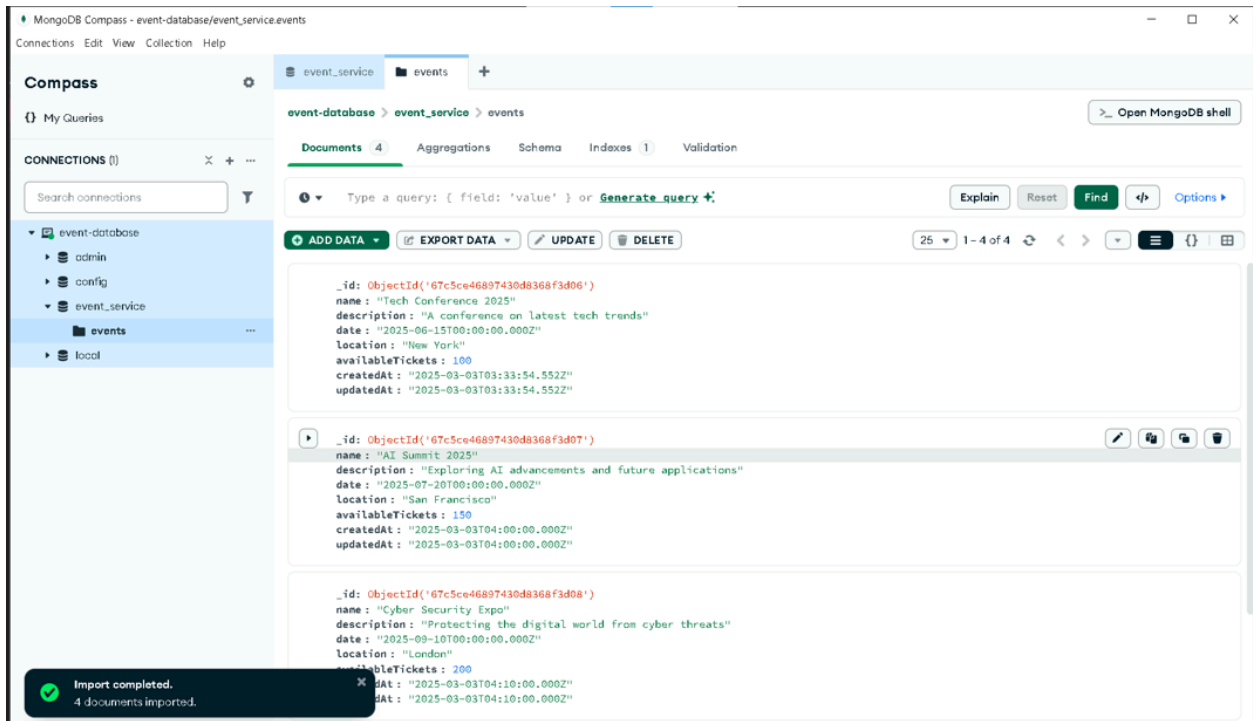 MongoDB Compass - event-database/event_service.events
Connections Edit View Collection Help
Compass
{} My Queries
CONNECTIONS (1)
Search connections
event-database
admin
config
event_service
events
local
event_service
events
event-database > event_service > events
>_ Open MongoDB shell
Documents 4 Aggregations Schema Indexes 1 Validation
Type a query: { field: 'value' } or Generate query
Explain Reset Find </> Options
ADD DATA EXPORT DATA UPDATE DELETE
25 1 – 4 of 4 {}
_id: ObjectId('67c5ce46897430d8368f3d06')
name : "Tech Conference 2025"
description : "A conference on latest tech trends"
date : "2025-06-15T00:00:00.000Z"
location : "New York"
availableTickets : 100
createdAt : "2025-03-03T03:33:54.552Z"
updatedAt : "2025-03-03T03:33:54.552Z"
_id: ObjectId('67c5ce46897430d8368f3d07')
name : "AI Summit 2025"
description : "Exploring AI advancements and future applications"
date : "2025-07-20T00:00:00.000Z"
location : "San Francisco"
availableTickets : 150
createdAt : "2025-03-03T04:00:00.000Z"
updatedAt : "2025-03-03T04:00:00.000Z"
_id: ObjectId('67c5ce46897430d8368f3d08')
name : "Cyber Security Expo"
description : "Protecting the digital world from cyber threats"
date : "2025-09-10T00:00:00.000Z"
location : "London"
ableTickets : 200
dAt : "2025-03-03T04:10:00.000Z"
dAt : "2025-03-03T04:10:00.000Z"
Import completed.
4 documents imported.